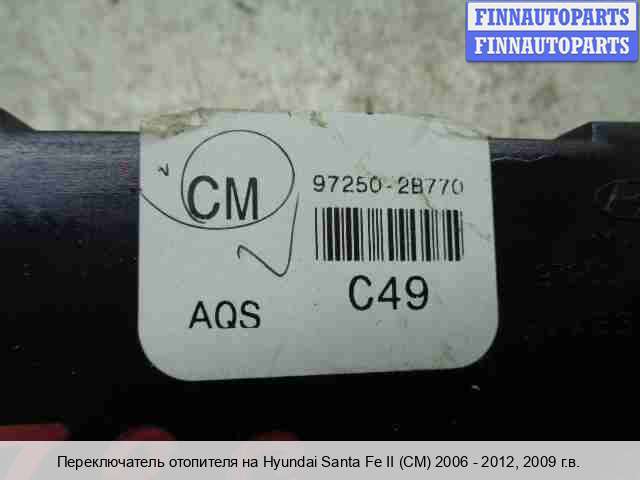 FINNAUTOPARTS
FINNAUTOPARTS
CM
97250-2B770
C49
AQS
Переключатель отопителя на Hyundai Santa Fe II (CM) 2006 - 2012, 2009 г.в.